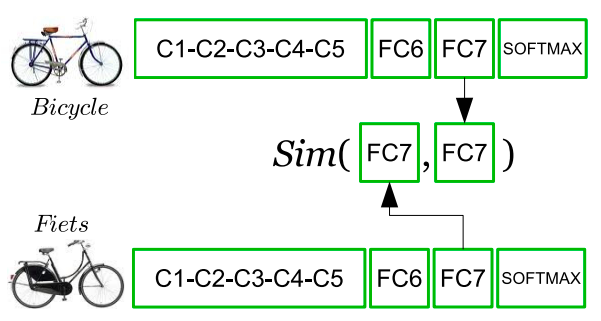 C1-C2-C3-C4-C5 FC6 FC7 SOFTMAX
Bicycle
Sim( FC7 , FC7 )
Fiets
C1-C2-C3-C4-C5 FC6 FC7 SOFTMAX